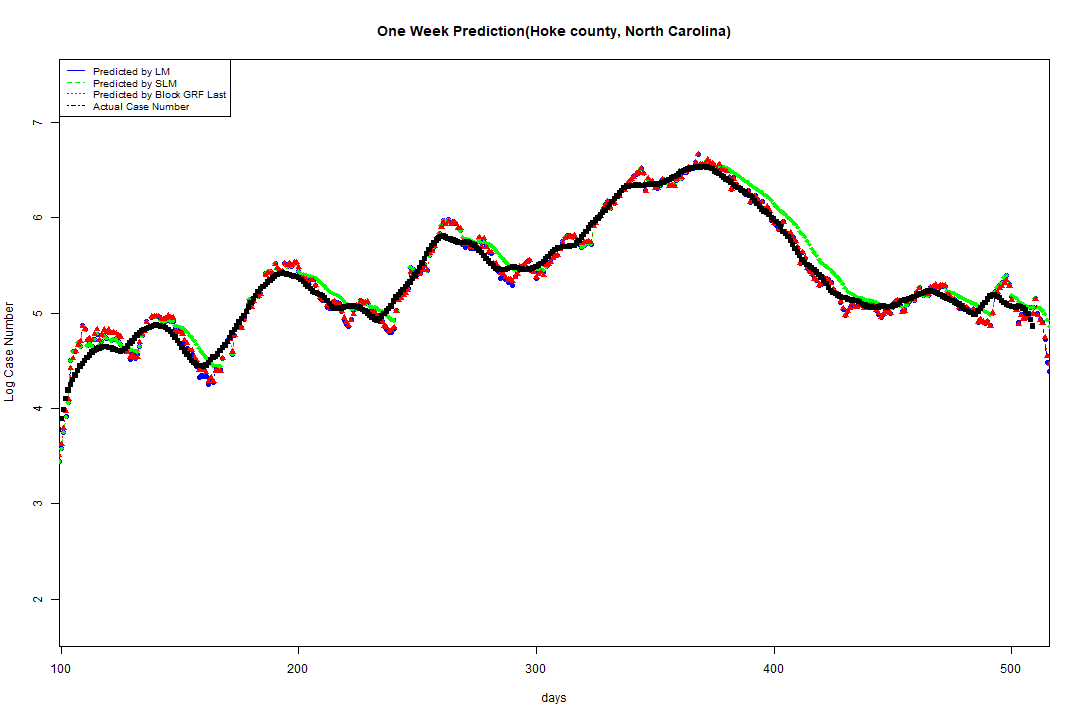 One Week Prediction(Hoke county, North Carolina)
Predicted by LM
Predicted by SLM
Predicted by Block GRF Last
Actual Case Number
7
6
5
4
3
2
Log Case Number
100 200 300 400 500
days